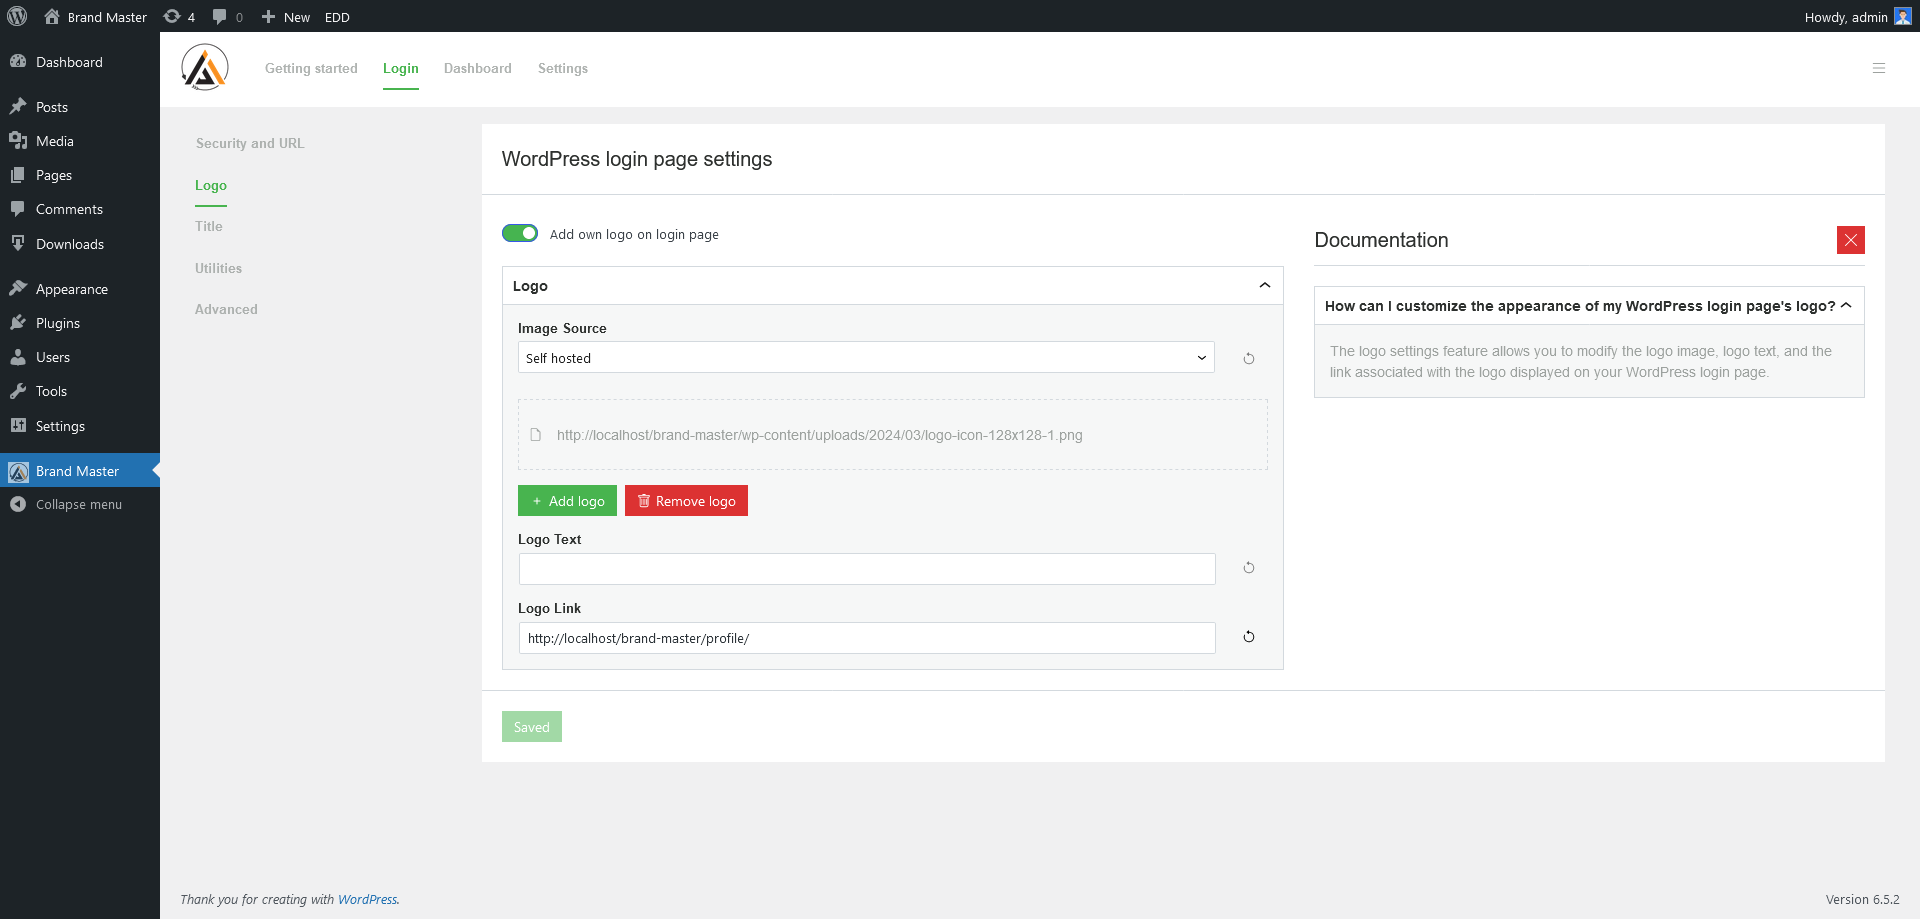 Brand Master 4 0 New EDD Howdy, admin
Dashboard
Posts
Media
Pages
Comments
Downloads
Appearance
Plugins
Users
Tools
Settings
Brand Master
Collapse menu
Getting started Login Dashboard Settings
Security and URL
Logo
Title
Utilities
Advanced
WordPress login page settings
Add own logo on login page
Logo
Image Source
Self hosted
http://localhost/brand-master/wp-content/uploads/2024/03/logo-icon-128x128-1.png
+ Add logo Remove logo
Logo Text
Logo Link
http://localhost/brand-master/profile/
Saved
Documentation
How can I customize the appearance of my WordPress login page's logo?
The logo settings feature allows you to modify the logo image, logo text, and the
link associated with the logo displayed on your WordPress login page.
Thank you for creating with WordPress.
Version 6.5.2